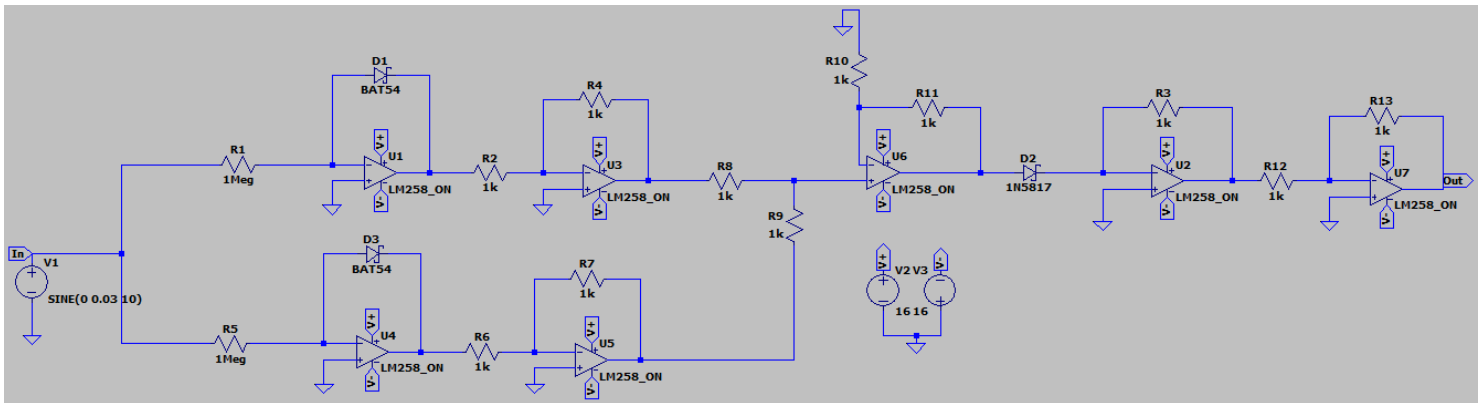 R10
1k
D1
BAT54
R4
1k
R11
1k
R3
1k
R13
1k
V+
V+
V+
V+
V+
R1
1Meg
U1
LM258_ON
V-
R2
1k
U3
LM258_ON
V-
R8
1k
U6
LM258_ON
V-
D2
1N5817
U2
LM258_ON
V-
R12
1k
U7
LM258_ON
V-
Out
R9
1k
In
V1
SINE(0 0.03 10)
D3
BAT54
R7
1k
V+
V-
V2
16
V3
16
R5
1Meg
V+
U4
LM258_ON
V-
R6
1k
V+
U5
LM258_ON
V-